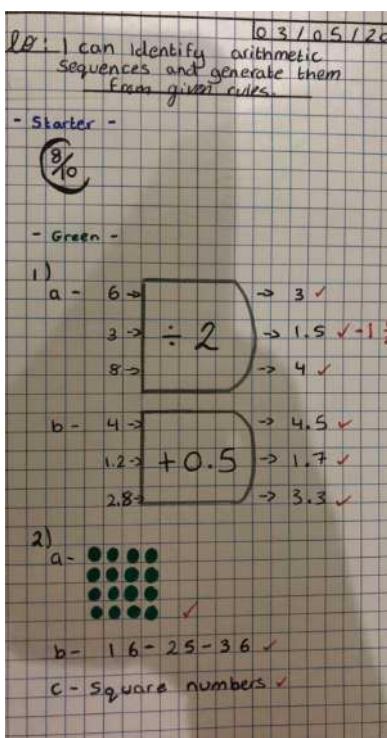 03/05/20
LO: I can identify arithmetic
sequences and generate them
from given rules.
- Starter -
8/10
- Green -
1)
a - 6 → ÷ 2 → 3 ✓
3 → → 1.5 ✓ - 1
8 → → 4 ✓
b - 4 → + 0.5 → 4.5 ✓
1.2 → → 1.7 ✓
2.8 → → 3.3 ✓
2)
a - ✓
b - 16 - 25 - 36 ✓
c - Square numbers ✓